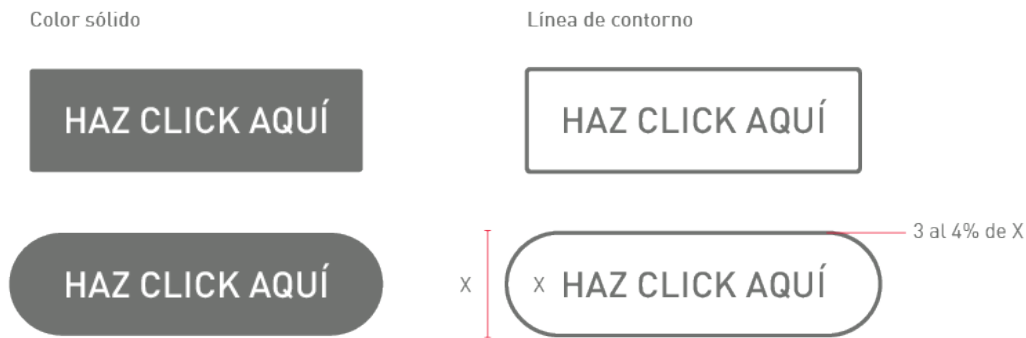 Color sólido
Línea de contorno
HAZ CLICK AQUÍ
HAZ CLICK AQUÍ
3 al 4% de X
HAZ CLICK AQUÍ
X
X HAZ CLICK AQUÍ